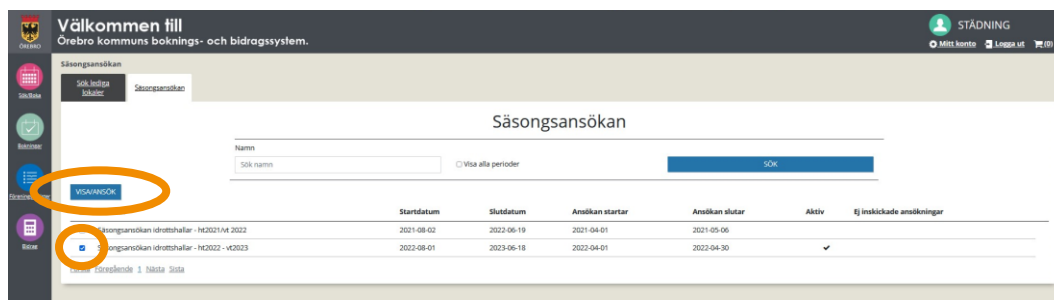 Välkommen till
Örebro kommuns boknings- och bidragssystem.
ÖREBRO
STÄDNING
Mitt konto Logga ut (0)
Säsongsansökan
Sök lediga lokaler
Säsongsansökan
Bokningar
Säsongsansökan
Namn
Sök namn
Visa alla perioder
SÖK
VISA/ANSÖK
Startdatum Slutdatum Ansökan startar Ansökan slutar Aktiv Ej inskickade ansökningar
Säsongsansökan idrottshallar - ht2021/vt 2022 2021-08-02 2022-06-19 2021-04-01 2021-05-06
Säsongsansökan idrottshallar - ht2022 - vt2023 2022-08-01 2023-06-18 2022-04-01 2022-04-30
Föregående 1 Nästa Sista